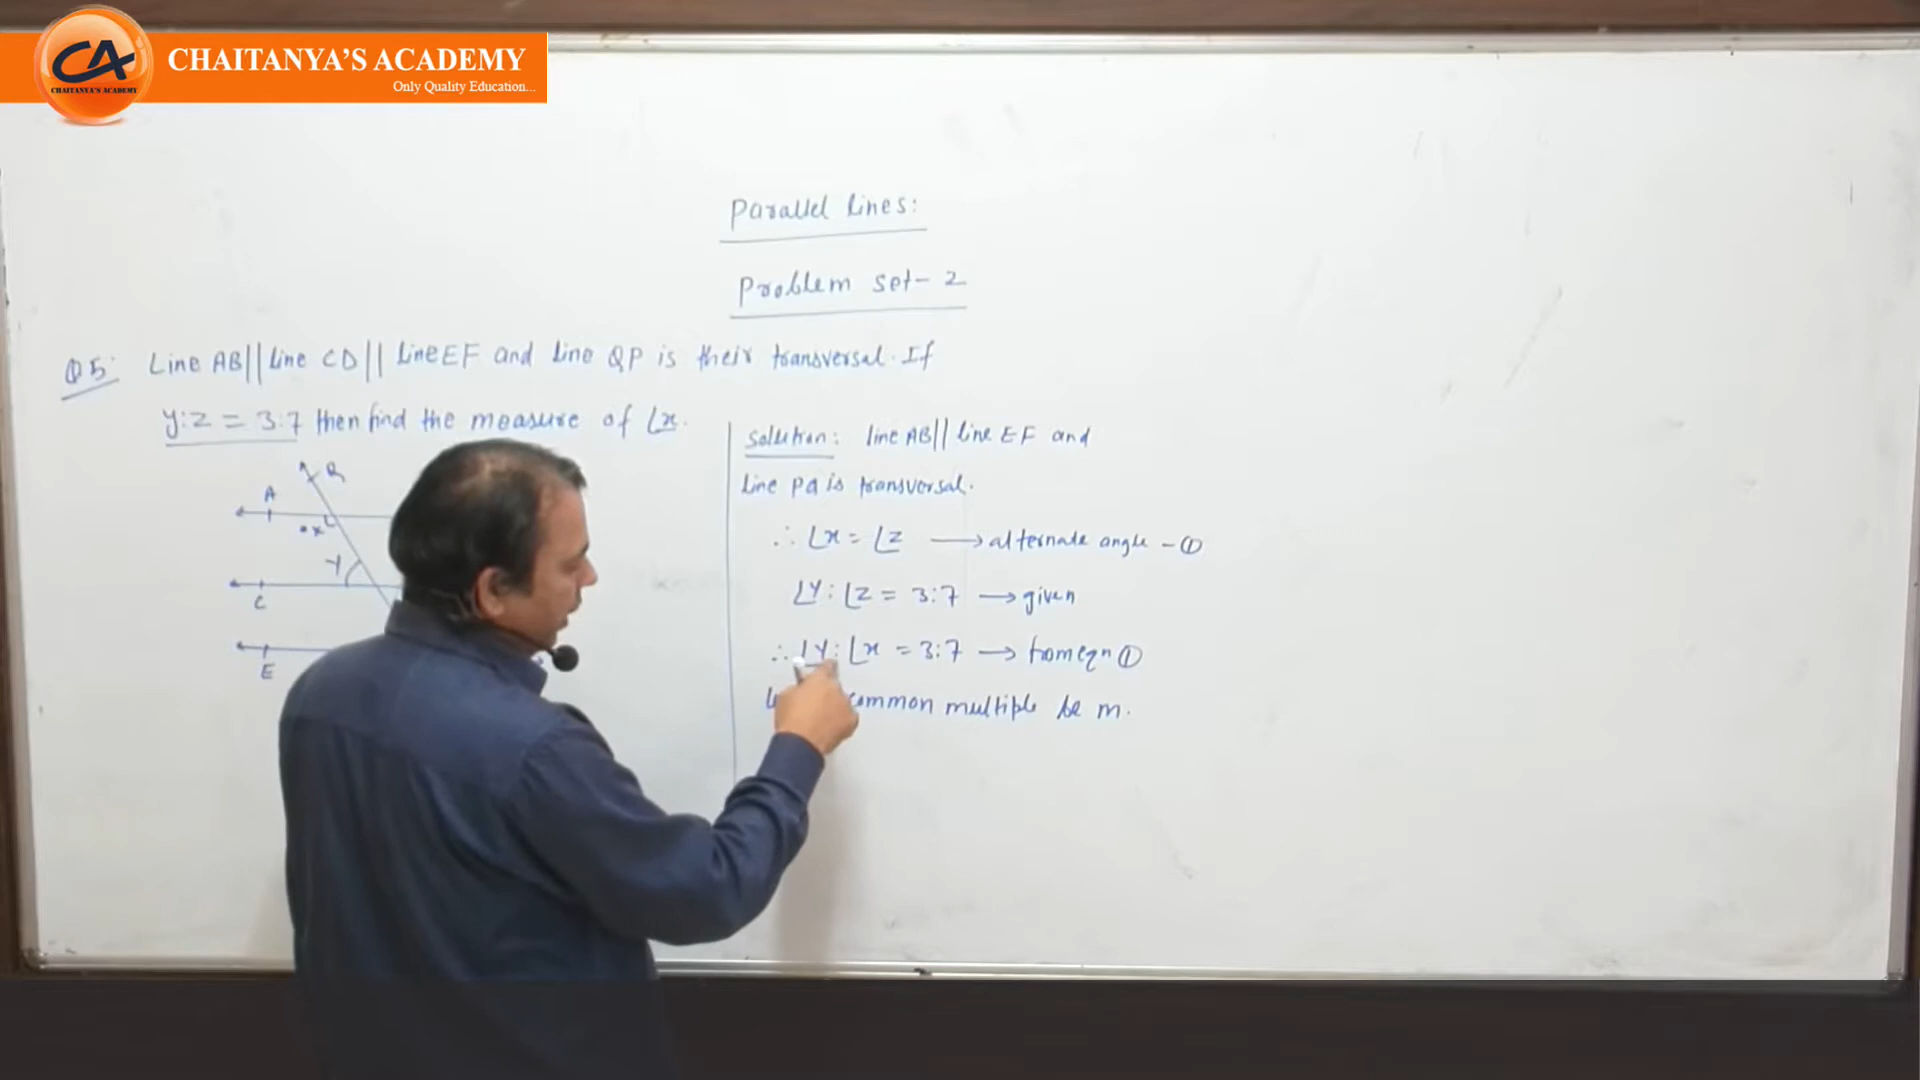 CA
CHAITANYA'S ACADEMY
CHAITANYA'S ACADEMY
Only Quality Education...
Parallel lines:
Problem set-2
Q5: Line AB||line CD||Line EF and line QP is their transversal. If
y:z = 3:7 then find the measure of ∠x.
A
x
Y
C
E
Solution: line AB||line EF and
line PQ is transversal.
∴ ∠x = ∠z → alternate angle - ①
∠Y:∠z = 3:7 → given
∴ ∠Y:∠x = 3:7 → from eqn ①
common multiple be m.